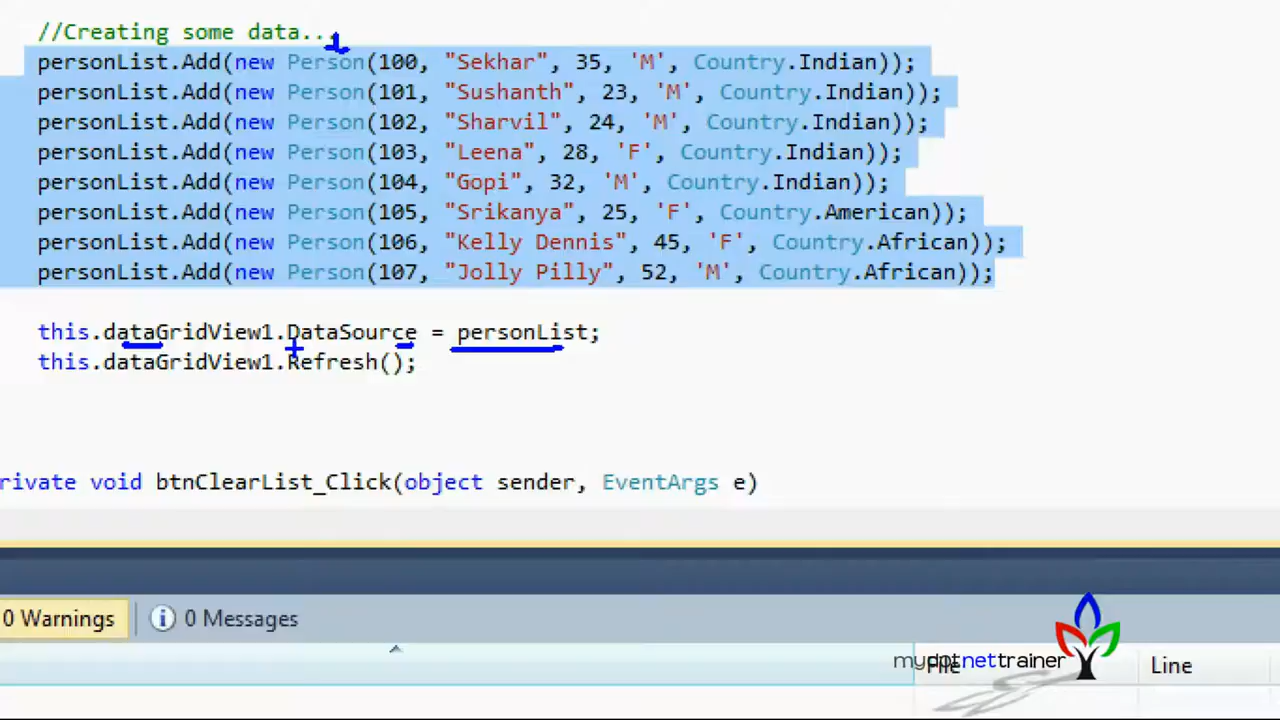 //Creating some data...
personList.Add(new Person(100, "Sekhar", 35, 'M', Country.Indian));
personList.Add(new Person(101, "Sushanth", 23, 'M', Country.Indian));
personList.Add(new Person(102, "Sharvil", 24, 'M', Country.Indian));
personList.Add(new Person(103, "Leena", 28, 'F', Country.Indian));
personList.Add(new Person(104, "Gopi", 32, 'M', Country.Indian));
personList.Add(new Person(105, "Srikanya", 25, 'F', Country.American));
personList.Add(new Person(106, "Kelly Dennis", 45, 'F', Country.African));
personList.Add(new Person(107, "Jolly Pilly", 52, 'M', Country.African));
this.dataGridView1.DataSource = personList;
this.dataGridView1.Refresh();
rivate void btnClearList_Click(object sender, EventArgs e)
0 Warnings 0 Messages
mydotnettrainer File Line